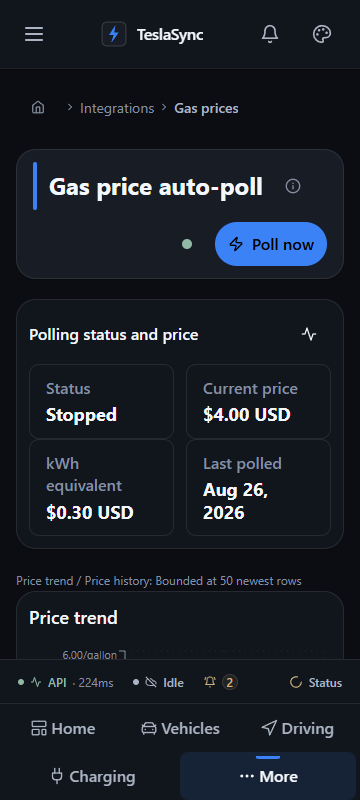 TeslaSync
Integrations
Gas prices
Gas price auto-poll
Poll now
Polling status and price
Status
Stopped
Current price
$4.00 USD
kWh
equivalent
$0.30 USD
Last polled
Aug 26,
2026
Price trend / Price history: Bounded at 50 newest rows
Price trend
6.00/gallon
API · 224ms
Idle
2
Status
Home
Vehicles
Driving
Charging
More